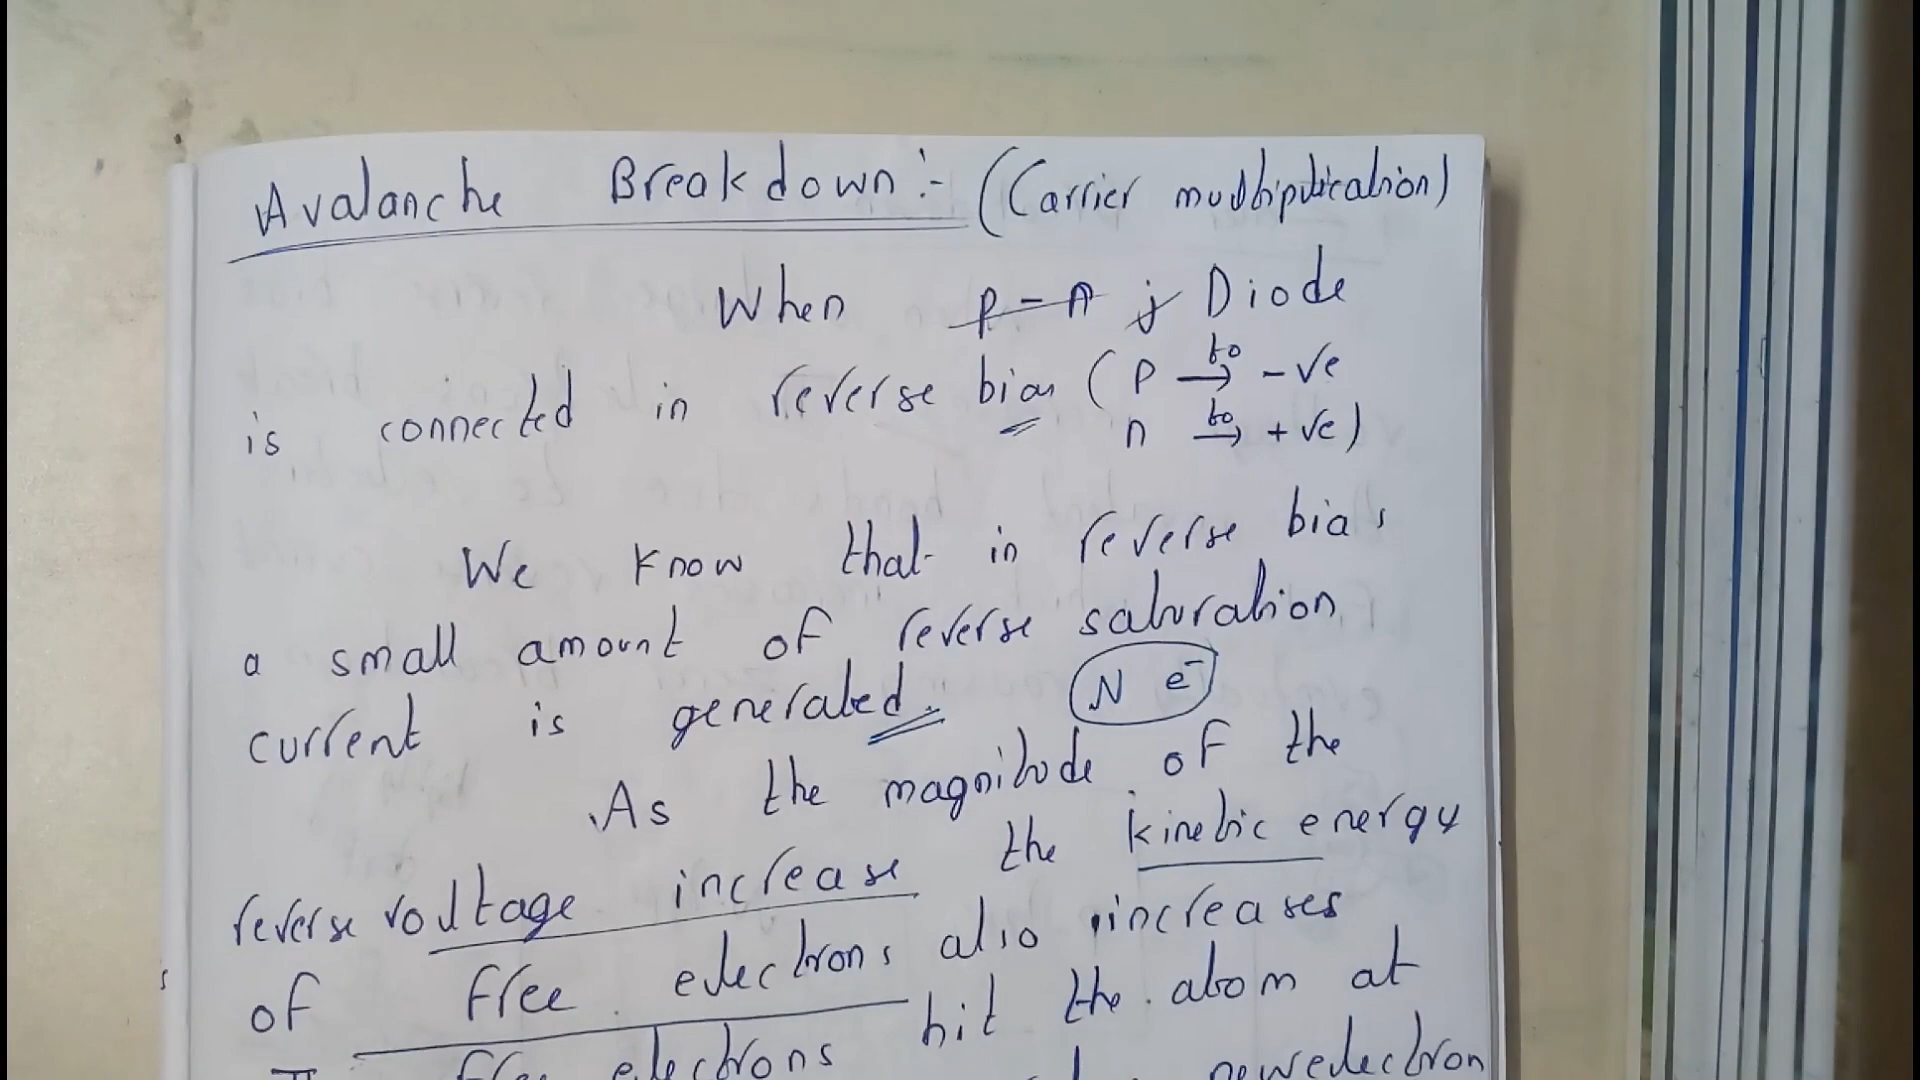 Avalanche Breakdown :- (Carrier multiplication)
When p-n j Diode
is connected in reverse bias (P to → -ve
n to → +ve)
We know that in reverse bias
a small amount of reverse saturation
current is generated. N e⁻
As the magnitude of the
reverse voltage increase the kinetic energy
of free electrons also increases
free electrons hit the atom at
new electron